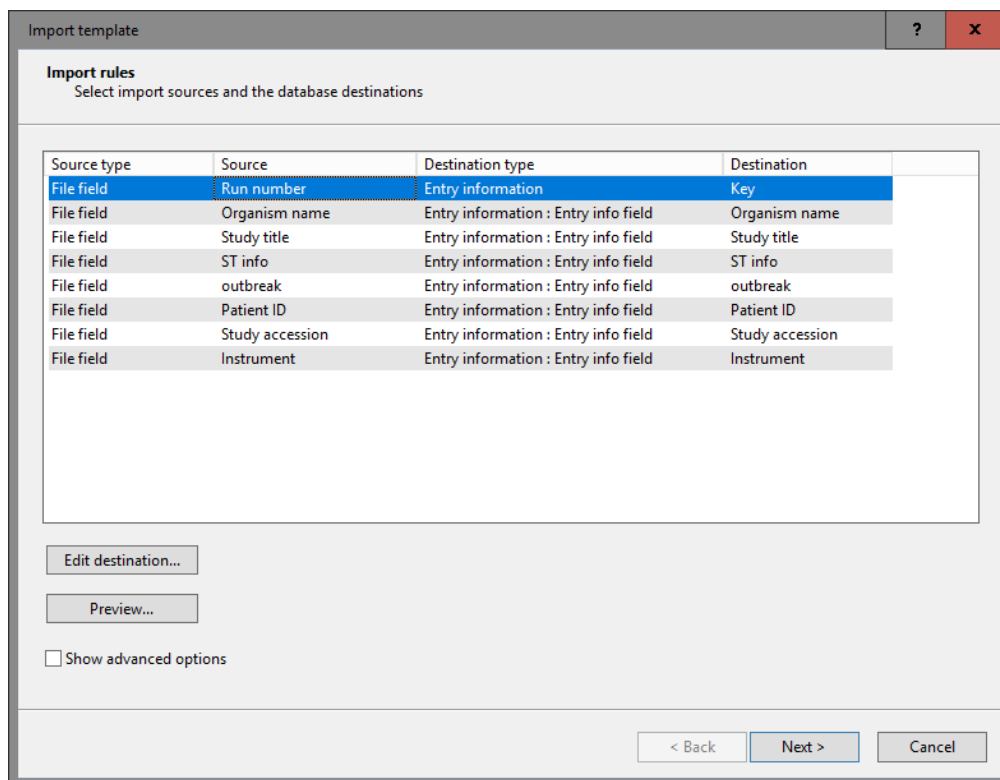 Import template ? x
Import rules
Select import sources and the database destinations
Source type Source Destination type Destination
File field Run number Entry information Key
File field Organism name Entry information : Entry info field Organism name
File field Study title Entry information : Entry info field Study title
File field ST info Entry information : Entry info field ST info
File field outbreak Entry information : Entry info field outbreak
File field Patient ID Entry information : Entry info field Patient ID
File field Study accession Entry information : Entry info field Study accession
File field Instrument Entry information : Entry info field Instrument
Edit destination...
Preview...
Show advanced options
< Back Next > Cancel